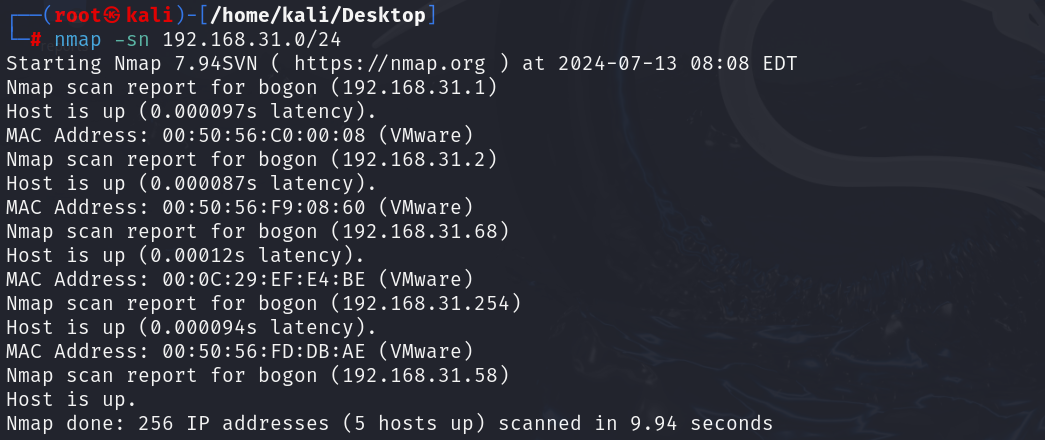 ┌──(root㉿kali)-[/home/kali/Desktop]
└─# nmap -sn 192.168.31.0/24
Starting Nmap 7.94SVN ( https://nmap.org ) at 2024-07-13 08:08 EDT
Nmap scan report for bogon (192.168.31.1)
Host is up (0.000097s latency).
MAC Address: 00:50:56:C0:00:08 (VMware)
Nmap scan report for bogon (192.168.31.2)
Host is up (0.000087s latency).
MAC Address: 00:50:56:F9:08:60 (VMware)
Nmap scan report for bogon (192.168.31.68)
Host is up (0.00012s latency).
MAC Address: 00:0C:29:EF:E4:BE (VMware)
Nmap scan report for bogon (192.168.31.254)
Host is up (0.000094s latency).
MAC Address: 00:50:56:FD:DB:AE (VMware)
Nmap scan report for bogon (192.168.31.58)
Host is up.
Nmap done: 256 IP addresses (5 hosts up) scanned in 9.94 seconds